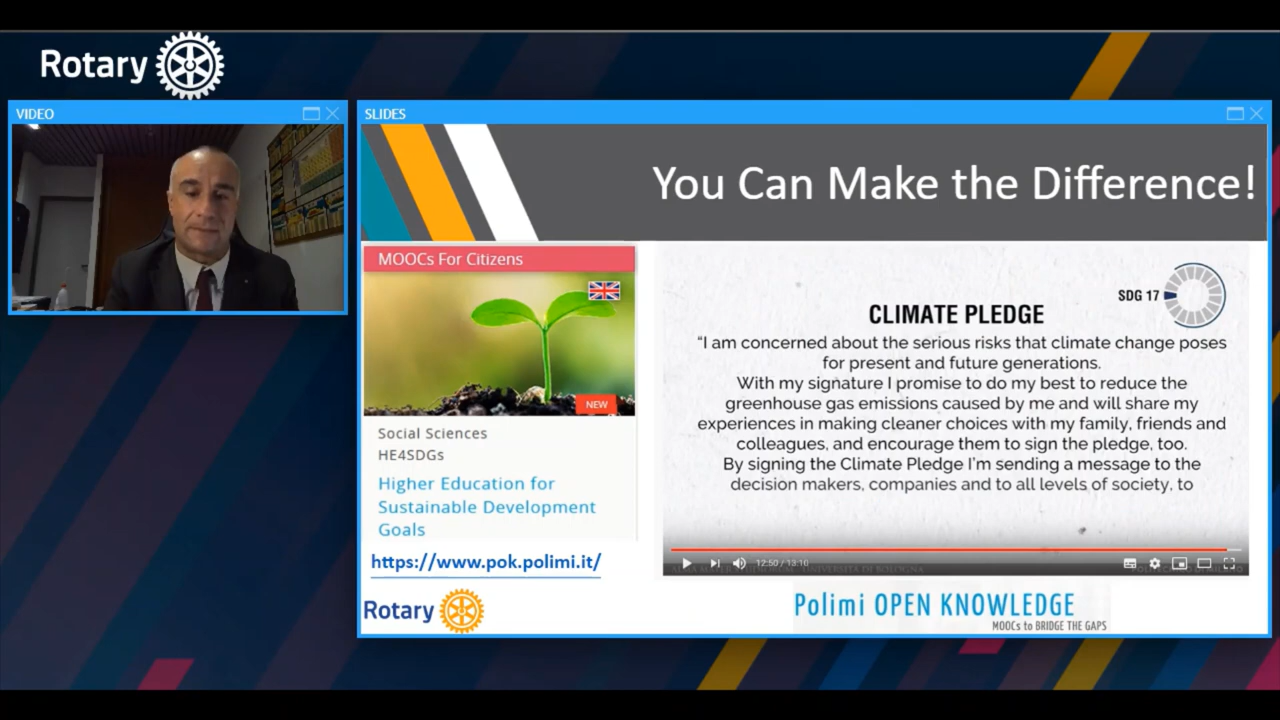 Rotary
VIDEO
SLIDES
You Can Make the Difference!
MOOCs For Citizens
NEW
Social Sciences
HE4SDGs
Higher Education for
Sustainable Development
Goals
https://www.pok.polimi.it/
Rotary
SDG 17
CLIMATE PLEDGE
“I am concerned about the serious risks that climate change poses
for present and future generations.
With my signature I promise to do my best to reduce the
greenhouse gas emissions caused by me and will share my
experiences in making cleaner choices with my family, friends and
colleagues, and encourage them to sign the pledge, too.
By signing the Climate Pledge I'm sending a message to the
decision makers, companies and to all levels of society, to
12:50 / 13:10
Polimi OPEN KNOWLEDGE
MOOCs to BRIDGE THE GAPS